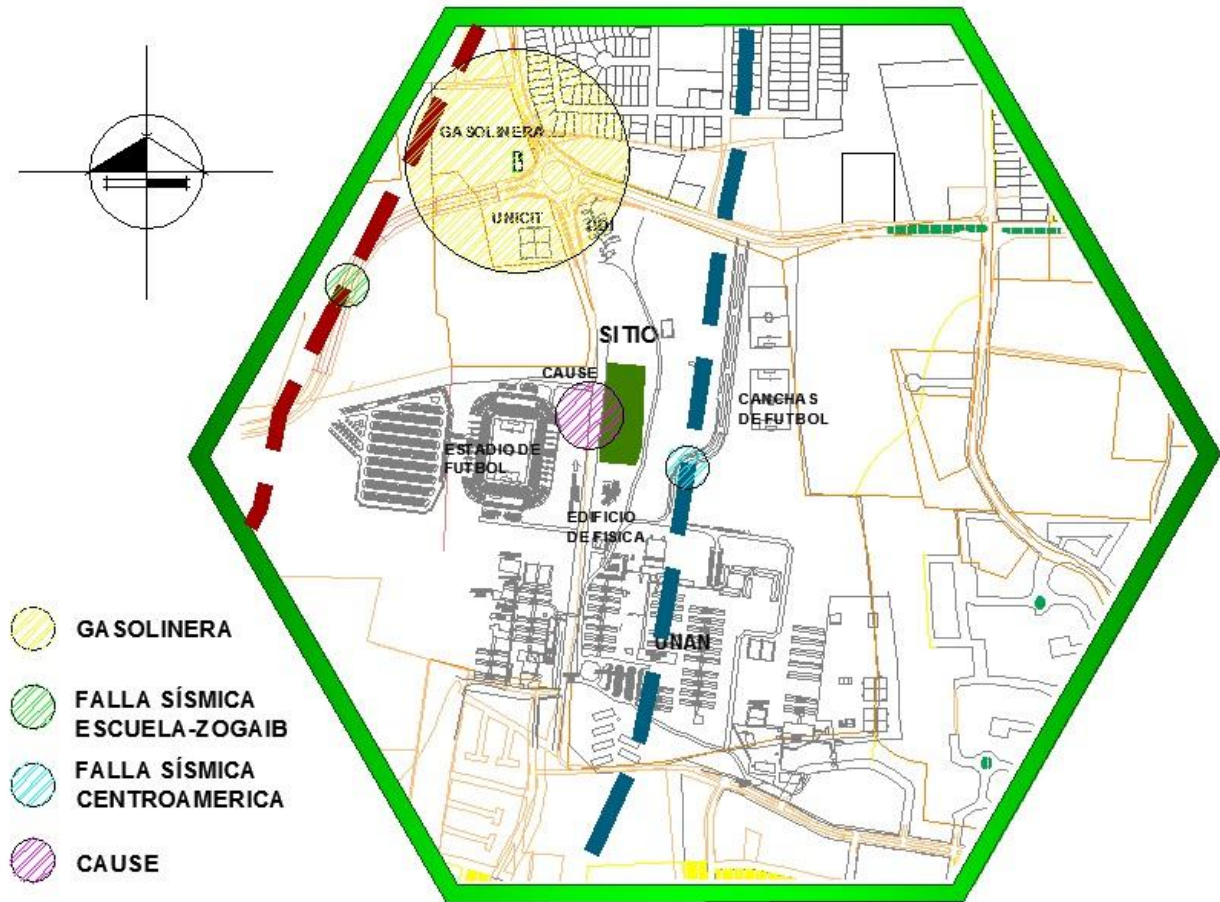 GASOLINERA
UNICIT
DDI
SITIO
CAUSE
CANCHAS
DE FUTBOL
ESTADIO DE
FUTBOL
EDIFICIO
DE FISICA
UNAN
GASOLINERA
FALLA SÍSMICA
ESCUELA-ZOGAIB
FALLA SÍSMICA
CENTROAMERICA
CAUSE